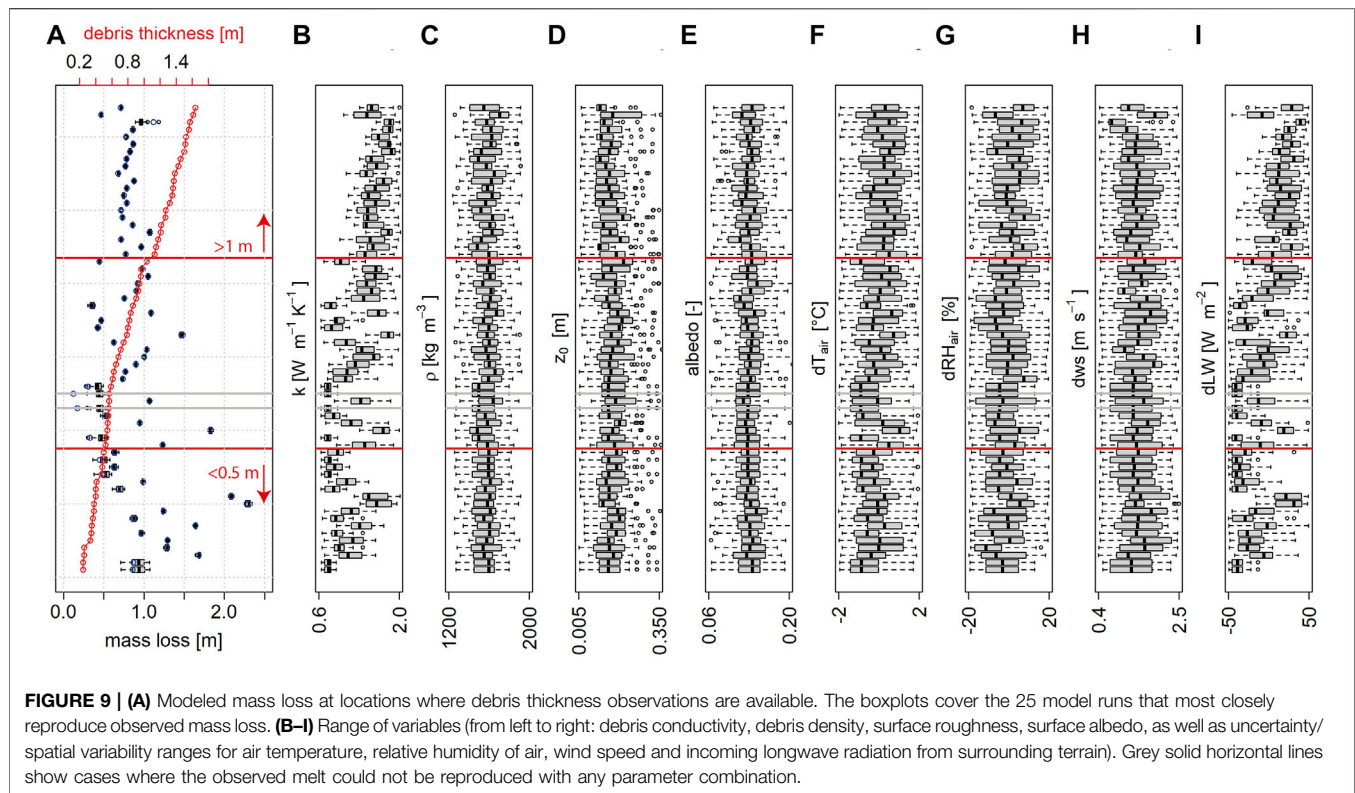 A
B
C
D
E
F
G
H
I
debris thickness [m]
0.2 0.8 1.4
>1 m
<0.5 m
0.0 1.0 2.0
mass loss [m]
k [W m⁻¹ K⁻¹]
0.6 2.0
ρ [kg m⁻³]
1200 2000
z₀ [m]
0.005 0.350
albedo [-]
0.06 0.20
dTair [°C]
-2 2
dRHair [%]
-20 20
dws [m s⁻¹]
0.4 2.5
dLW [W m⁻²]
-50 50
FIGURE 9 | (A) Modeled mass loss at locations where debris thickness observations are available. The boxplots cover the 25 model runs that most closely
reproduce observed mass loss. (B–I) Range of variables (from left to right: debris conductivity, debris density, surface roughness, surface albedo, as well as uncertainty/
spatial variability ranges for air temperature, relative humidity of air, wind speed and incoming longwave radiation from surrounding terrain). Grey solid horizontal lines
show cases where the observed melt could not be reproduced with any parameter combination.